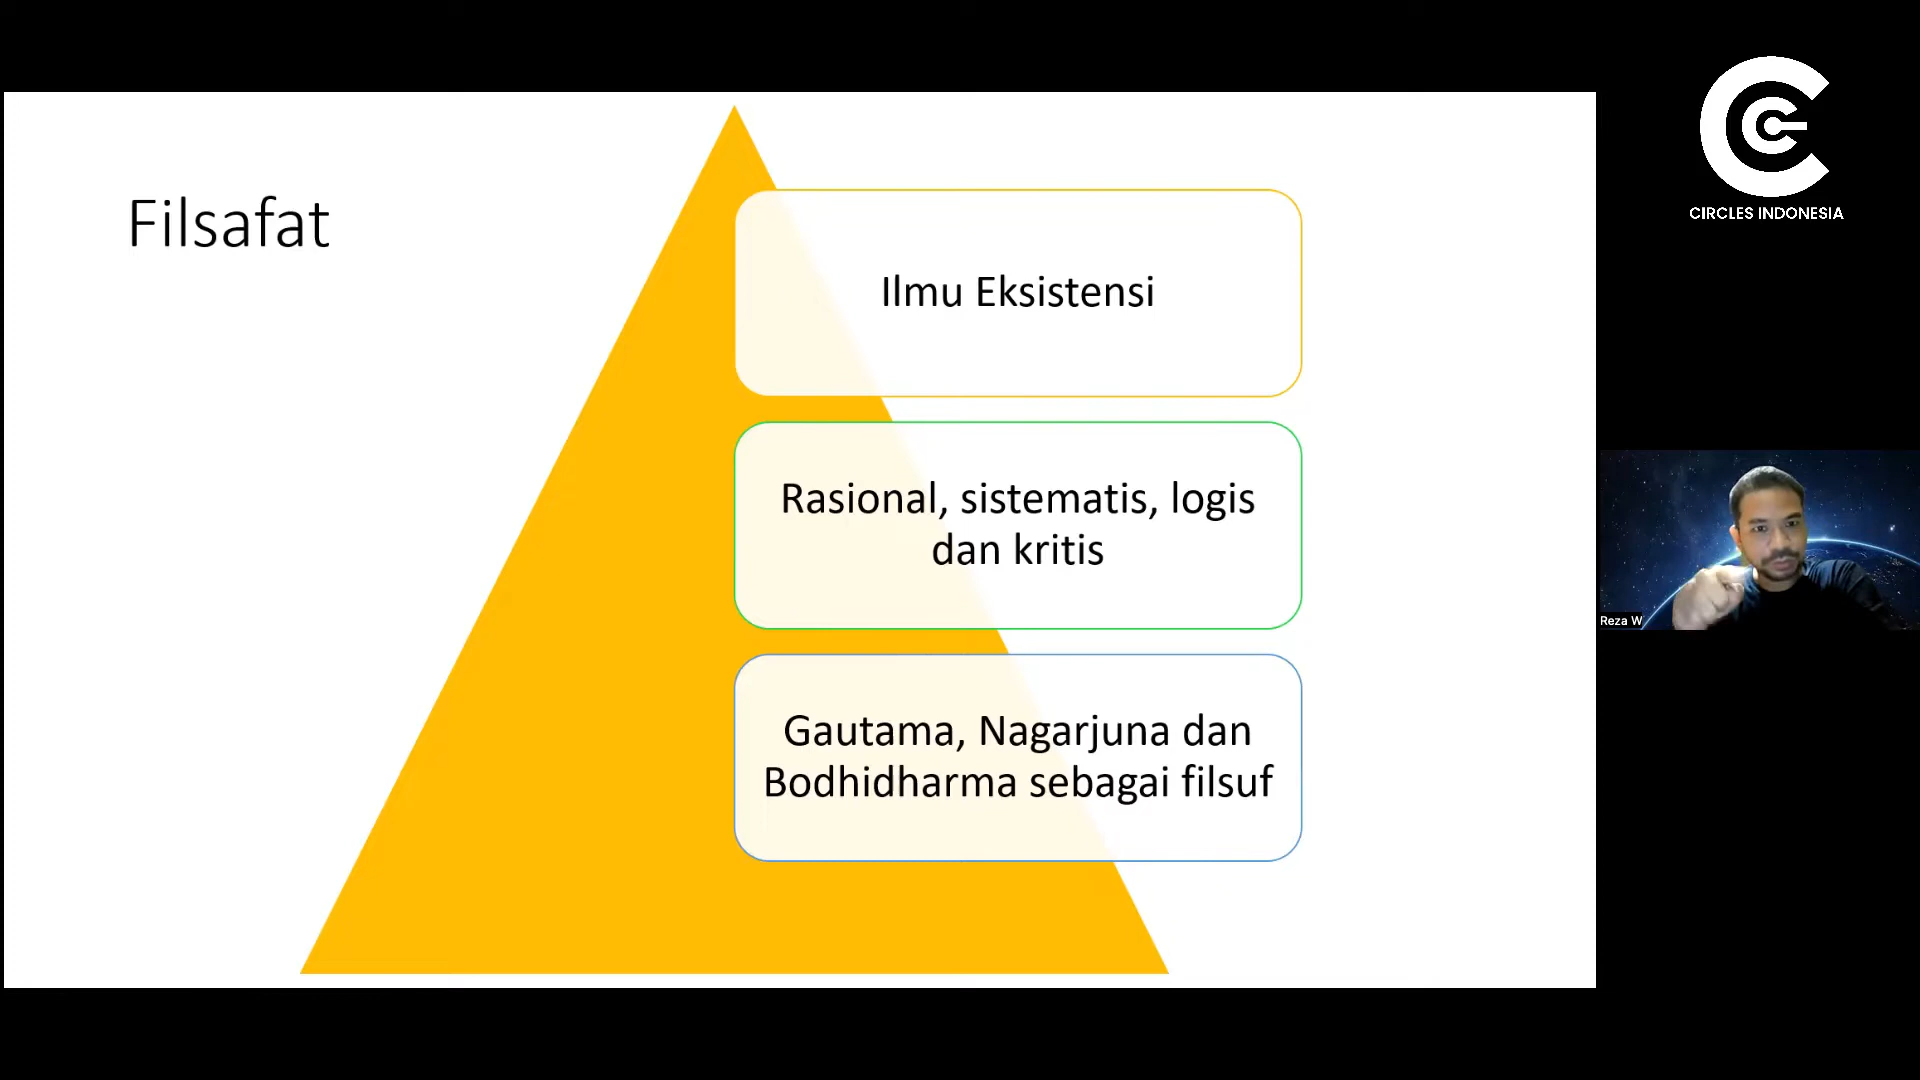 Filsafat
Ilmu Eksistensi
Rasional, sistematis, logis
dan kritis
Gautama, Nagarjuna dan
Bodhidharma sebagai filsuf
CIRCLES INDONESIA
Reza W